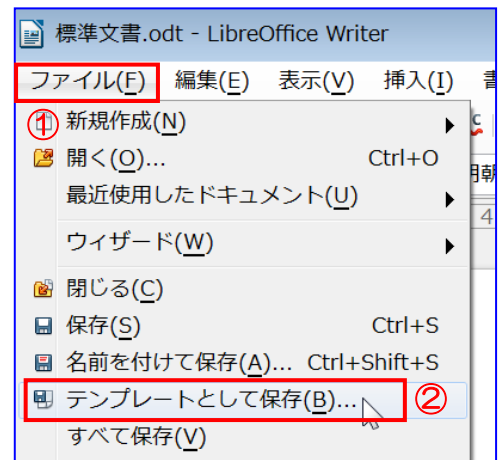 標準文書.odt - LibreOffice Writer
ファイル(F) 編集(E) 表示(V) 挿入(I)
① 新規作成(N)
開く(O)... Ctrl+O
最近使用したドキュメント(U)
4
ウィザード(W)
閉じる(C)
保存(S) Ctrl+S
名前を付けて保存(A)... Ctrl+Shift+S
テンプレートとして保存(B)... ②
すべて保存(V)